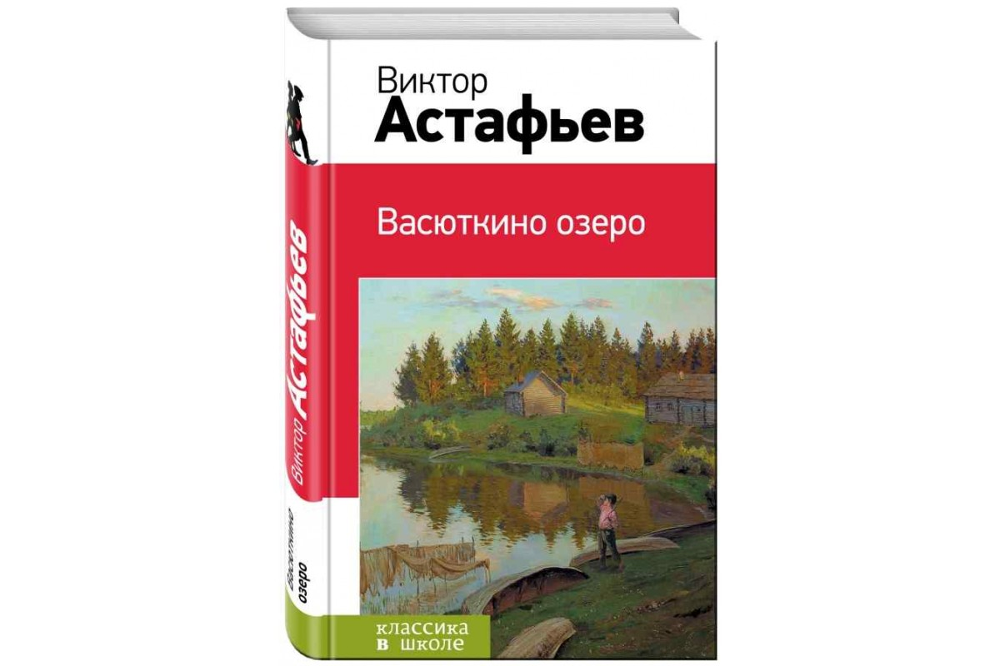 Виктор
Астафьев
Васюткино озеро
классика
в школе
Виктор Астафьев
Васюткино
озеро